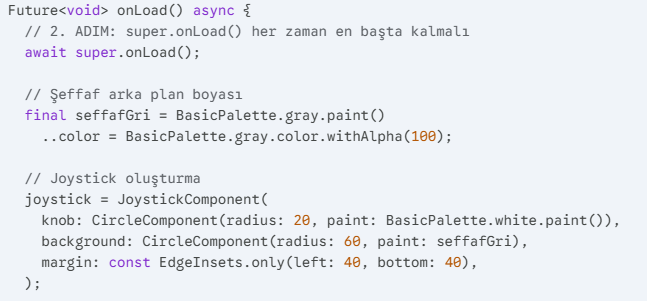 Future<void> onLoad() async {
  // 2. ADIM: super.onLoad() her zaman en başta kalmalı
  await super.onLoad();

  // Şeffaf arka plan boyası
  final seffafGri = BasicPalette.gray.paint()
    ..color = BasicPalette.gray.color.withAlpha(100);

  // Joystick oluşturma
  joystick = JoystickComponent(
    knob: CircleComponent(radius: 20, paint: BasicPalette.white.paint()),
    background: CircleComponent(radius: 60, paint: seffafGri),
    margin: const EdgeInsets.only(left: 40, bottom: 40),
  );